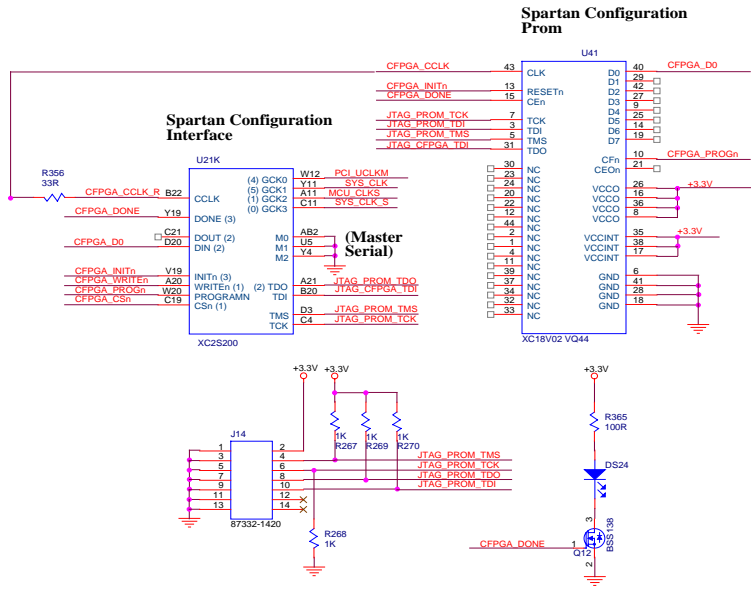 Spartan Configuration
Prom
U41
CFPGA_CCLK 43 CLK D0 40 CFPGA_D0
D1 29
CFPGA_INITn 13 RESETn D2 42
CFPGA_DONE 15 CEn D3 27
D4 9
JTAG_PROM_TCK 7 TCK D5 25
JTAG_PROM_TDI 3 TDI D6 14
JTAG_PROM_TMS 5 TMS D7 19
JTAG_CFPGA_TDI 31 TDO
CFn 10 CFPGA_PROGn
CEOn 21
30 NC
23 NC
24 NC
20 NC
22 NC
12 NC
44 NC
2 NC
1 NC
4 NC
11 NC
39 NC
37 NC
34 NC
32 NC
33 NC
VCCO 26 +3.3V
VCCO 16
VCCO 36
VCCO 8
VCCINT 35 +3.3V
VCCINT 38
VCCINT 17
GND 6
GND 41
GND 28
GND 18
XC18V02 VQ44
Spartan Configuration
Interface
U21K
R356
33R
CFPGA_CCLK_R B22 CCLK
CFPGA_DONE Y19 DONE (3)
C21 DOUT (2)
CFPGA_D0 D20 DIN (2)
CFPGA_INITn V19 INITn (3)
CFPGA_WRITEn A20 WRITEn (1)
CFPGA_PROGn W20 PROGRAMN
CFPGA_CSn C19 CSn (1)
(4) GCK0 W12 PCI_UCLKM
(5) GCK1 Y11 SYS_CLK
(1) GCK2 A11 MCU_CLKS
(0) GCK3 C11 SYS_CLK_S
M0 AB2
M1 U5
M2 Y4
(Master
Serial)
(2) TDO A21 JTAG_PROM_TDO
TDI B20 JTAG_CFPGA_TDI
TMS D3 JTAG_PROM_TMS
TCK C4 JTAG_PROM_TCK
XC2S200
+3.3V +3.3V
1K 1K 1K
R267 R269 R270
J14
1 2
3 4 JTAG_PROM_TMS
5 6 JTAG_PROM_TCK
7 8 JTAG_PROM_TDO
9 10 JTAG_PROM_TDI
11 12
13 14
87332-1420
R268
1K
+3.3V
R365
100R
DS24
3
BSS138
CFPGA_DONE 1
Q12
2